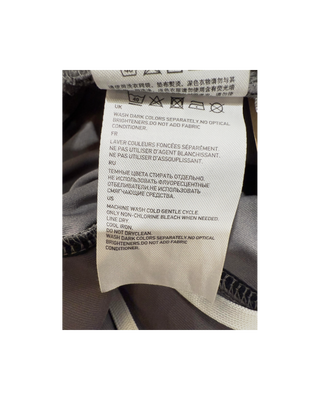 UK
WASH DARK COLORS SEPARATELY.NO OPTICAL
BRIGHTENERS.DO NOT ADD FABRIC
CONDITIONER.
FR
LAVER COULEURS FONCÉES SÉPARÉMENT.
NE PAS UTILISER D'AGENT BLANCHISSANT.
NE PAS UTILISER D'ASSOUPLISSANT.
RU
ТЕМНЫЕ ЦВЕТА СТИРАТЬ ОТДЕЛЬНО.
НЕ ИСПОЛЬЗОВАТЬ ФЛУОРЕСЦЕНТНЫЕ
ОТБЕЛИВАТЕЛИ.НЕ ИСПОЛЬЗОВАТЬ
СМЯГЧИТЕЛЬ.
US
MACHINE WASH COLD GENTLE CYCLE.
ONLY NON-CHLORINE BLEACH WHEN NEEDED.
LINE DRY.
COOL IRON.
DO NOT DRYCLEAN.
WASH DARK COLORS SEPARATELY.NO OPTICAL
BRIGHTENERS.DO NOT ADD FABRIC
CONDITIONER.